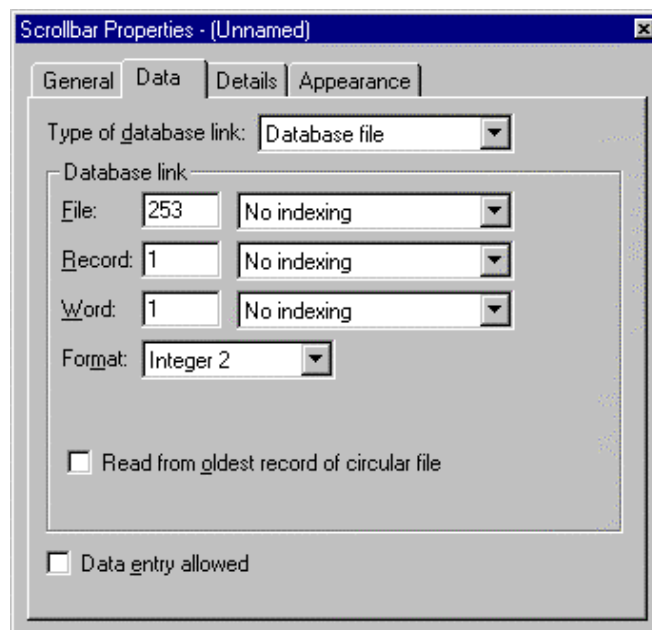 Scrollbar Properties - (Unnamed)
General Data Details Appearance
Type of database link: Database file
Database link
File: 253 No indexing
Record: 1 No indexing
Word: 1 No indexing
Format: Integer 2
Read from oldest record of circular file
Data entry allowed